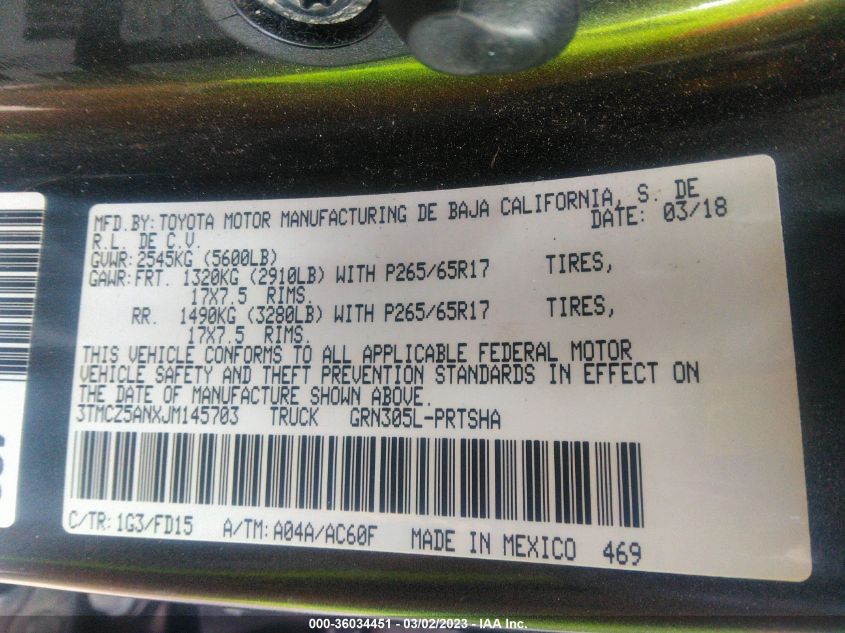 MFD.BY:TOYOTA MOTOR MANUFACTURING DE BAJA CALIFORNIA, S. DE
R.L. DE C.V. DATE: 03/18
GVWR:2545KG (5600LB)
GAWR:FRT. 1320KG (2910LB) WITH P265/65R17 TIRES,
17X7.5 RIMS.
RR. 1490KG (3280LB) WITH P265/65R17 TIRES,
17X7.5 RIMS.
THIS VEHICLE CONFORMS TO ALL APPLICABLE FEDERAL MOTOR
VEHICLE SAFETY AND THEFT PREVENTION STANDARDS IN EFFECT ON
THE DATE OF MANUFACTURE SHOWN ABOVE.
3TMCZ5ANXJM145703 TRUCK GRN305L-PRTSHA
C/TR:1G3/FD15 A/TM:A04A/AC60F MADE IN MEXICO 469
000-36034451 - 03/02/2023 - IAA Inc.